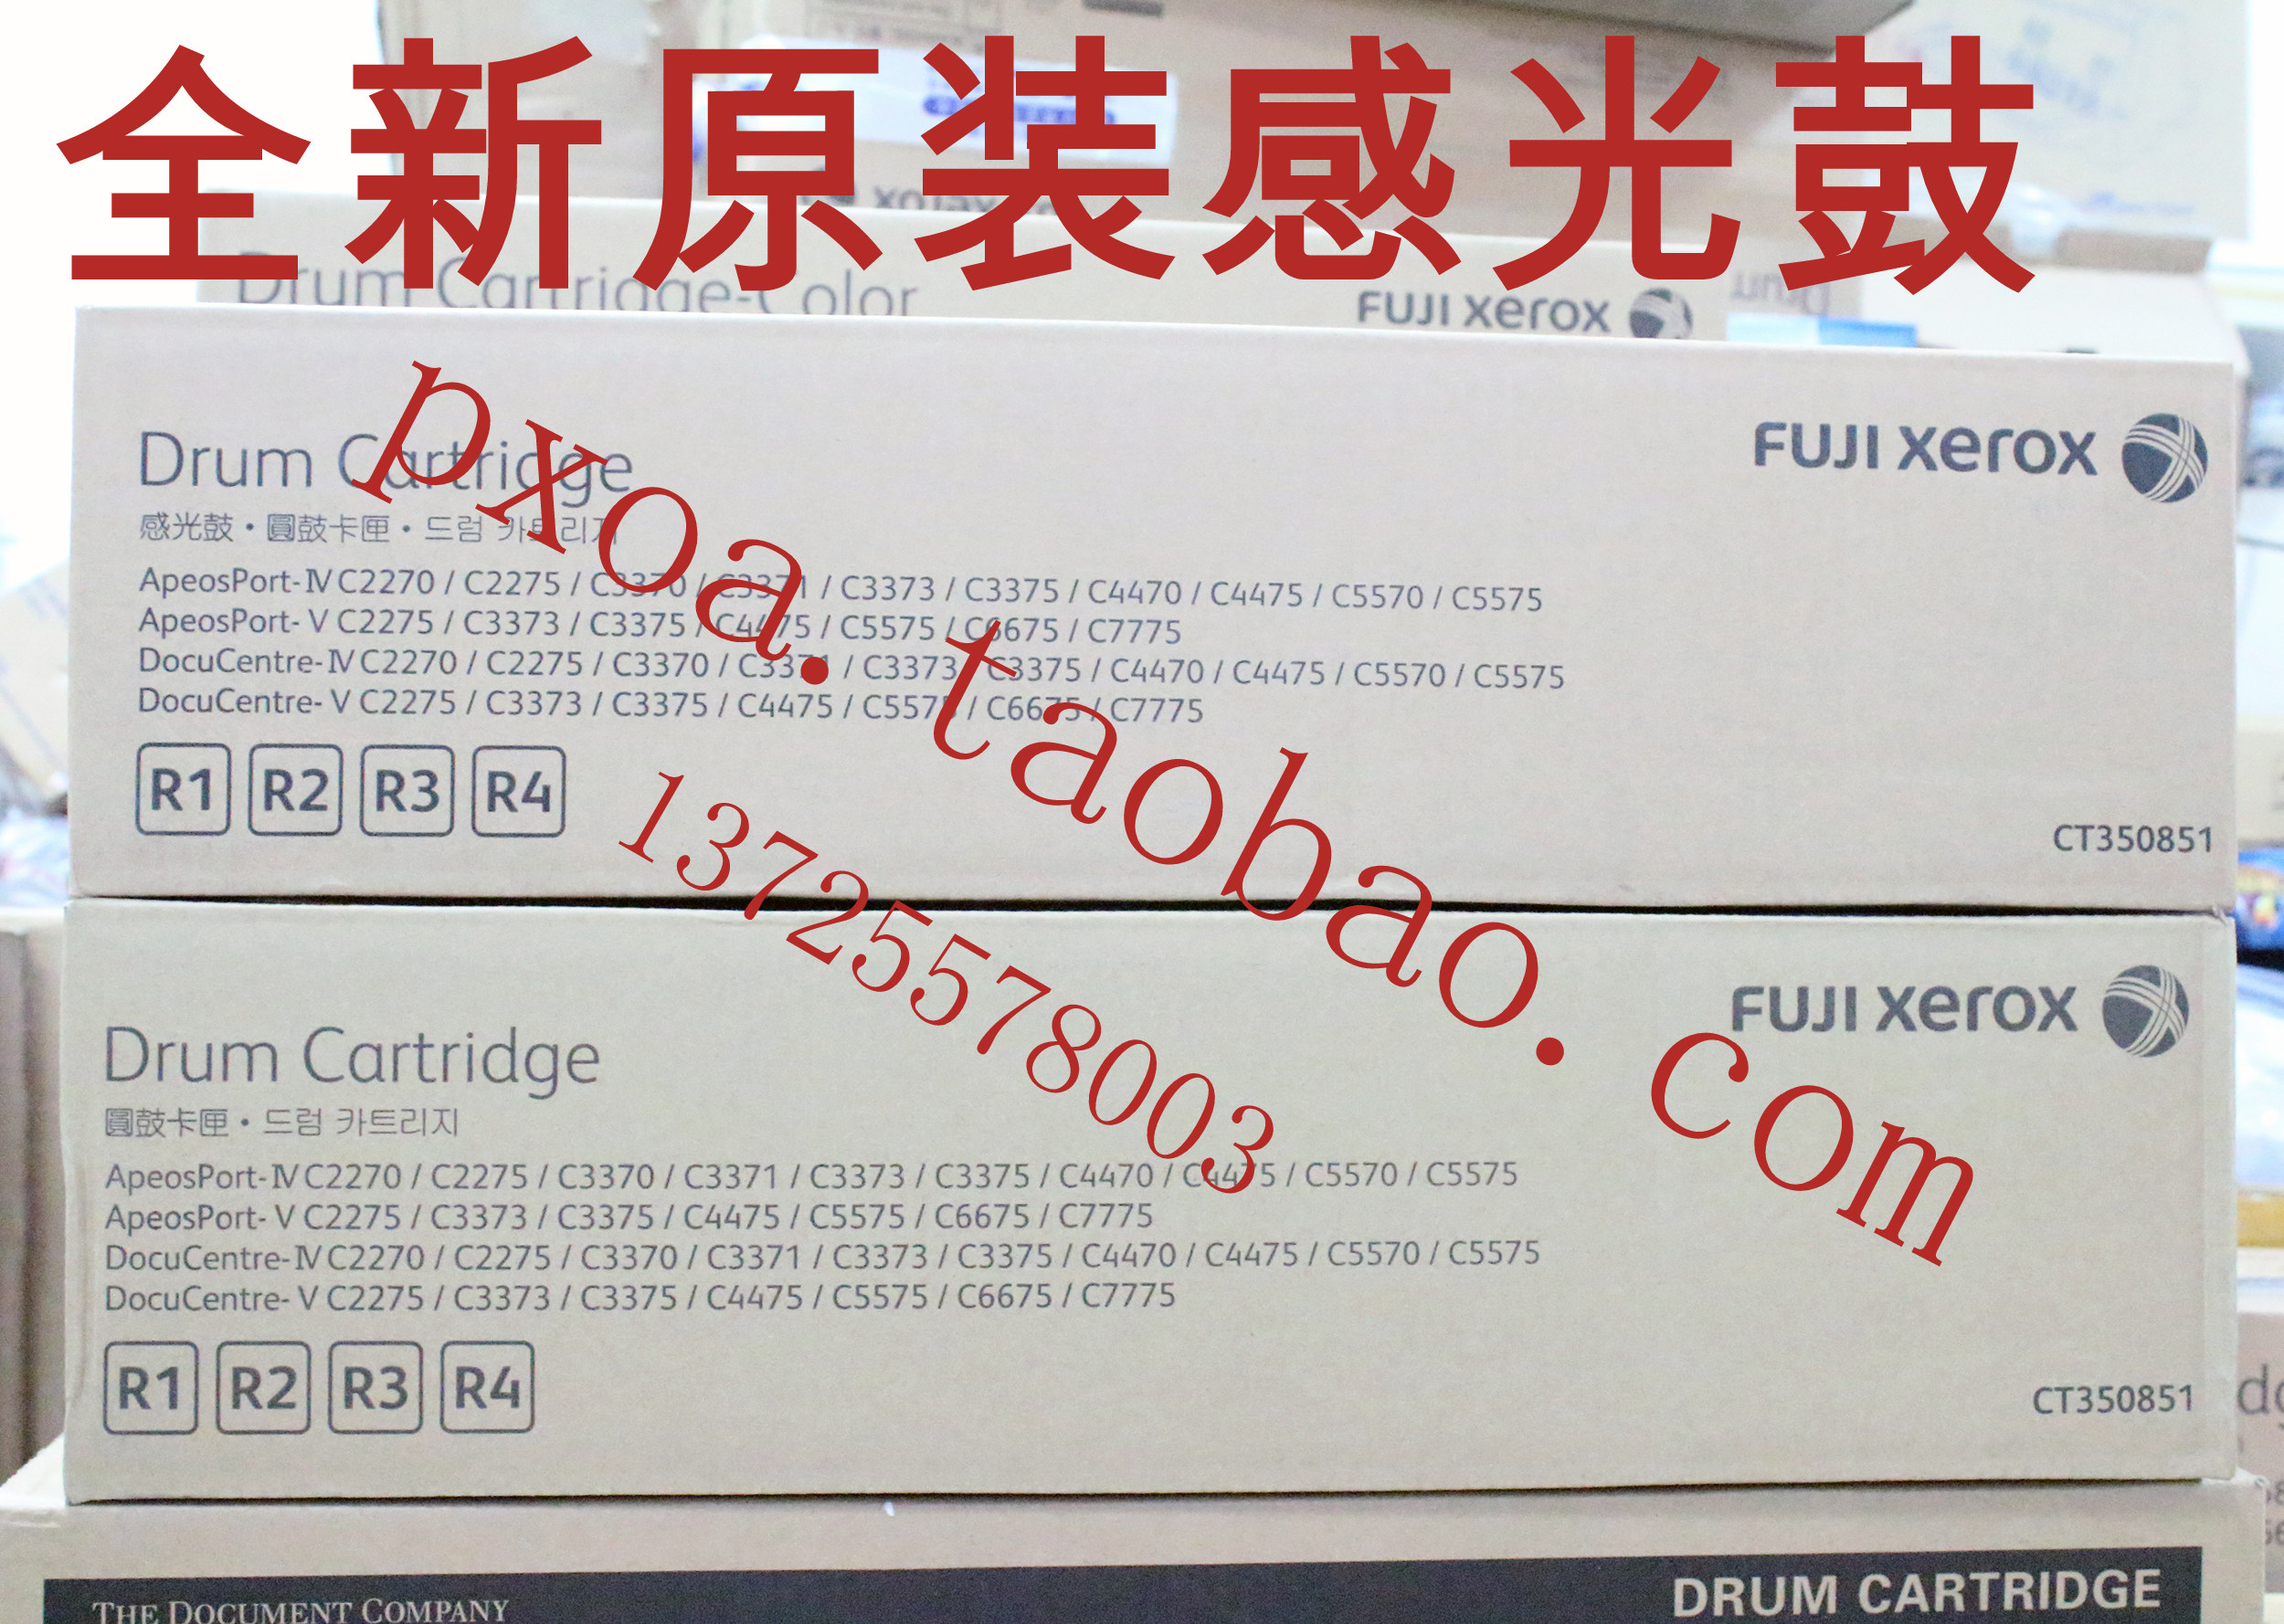 全新原装感光鼓
Drum Cartridge-Color
FUJI xerox
pxoa.taobao.com
13725578003
Drum Cartridge
FUJI xerox
感光鼓・圓鼓卡匣・드럼 카트리지
ApeosPort-Ⅳ C2270 / C2275 / C3370 / C3371 / C3373 / C3375 / C4470 / C4475 / C5570 / C5575
ApeosPort- V C2275 / C3373 / C3375 / C4475 / C5575 / C6675 / C7775
DocuCentre-Ⅳ C2270 / C2275 / C3370 / C3371 / C3373 / C3375 / C4470 / C4475 / C5570 / C5575
DocuCentre- V C2275 / C3373 / C3375 / C4475 / C5575 / C6675 / C7775
R1 R2 R3 R4
CT350851
Drum Cartridge
FUJI xerox
圓鼓卡匣・드럼 카트리지
ApeosPort-Ⅳ C2270 / C2275 / C3370 / C3371 / C3373 / C3375 / C4470 / C4475 / C5570 / C5575
ApeosPort- V C2275 / C3373 / C3375 / C4475 / C5575 / C6675 / C7775
DocuCentre-Ⅳ C2270 / C2275 / C3370 / C3371 / C3373 / C3375 / C4470 / C4475 / C5570 / C5575
DocuCentre- V C2275 / C3373 / C3375 / C4475 / C5575 / C6675 / C7775
R1 R2 R3 R4
CT350851
THE DOCUMENT COMPANY
DRUM CARTRIDGE